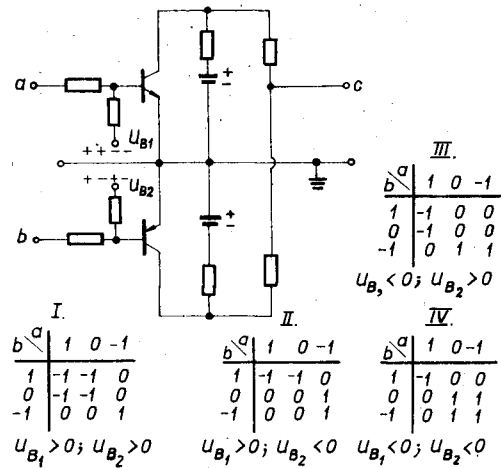 a
+
−
c
+ + − −
U_B1
+ − + −
U_B2
b
+
−
III.
b\a 1 0 -1
1 -1 0 0
0 -1 0 0
-1 0 1 1
U_B1 <0; U_B2 >0
I.
b\a 1 0 -1
1 -1 -1 0
0 -1 -1 0
-1 0 0 1
U_B1 >0; U_B2 >0
II.
b\a 1 0 -1
1 -1 -1 0
0 0 0 1
-1 0 0 1
U_B1 >0; U_B2 <0
IV.
b\a 1 0 -1
1 -1 0 0
0 0 1 1
-1 0 1 1
U_B1 <0; U_B2 <0